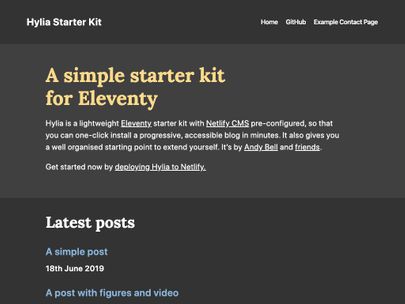 Hylia Starter Kit
Home GitHub Example Contact Page
A simple starter kit
for Eleventy
Hylia is a lightweight Eleventy starter kit with Netlify CMS pre-configured, so that
you can one-click install a progressive, accessible blog in minutes. It also gives you
a well organised starting point to extend yourself. It's by Andy Bell and friends.
Get started now by deploying Hylia to Netlify.
Latest posts
A simple post
18th June 2019
A post with figures and video